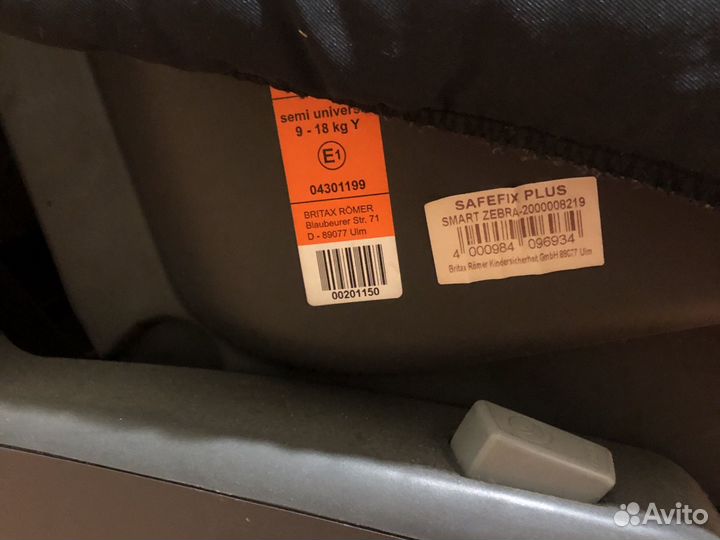 semi univers
9 - 18 kg Y
E1
04301199
BRITAX RÖMER
Blaubeurer Str. 71
D - 89077 Ulm
00201150
SAFEFIX PLUS
SMART ZEBRA-2000008219
4 000984 096934
Britax Römer Kindersicherheit GmbH 89077 Ulm
Avito